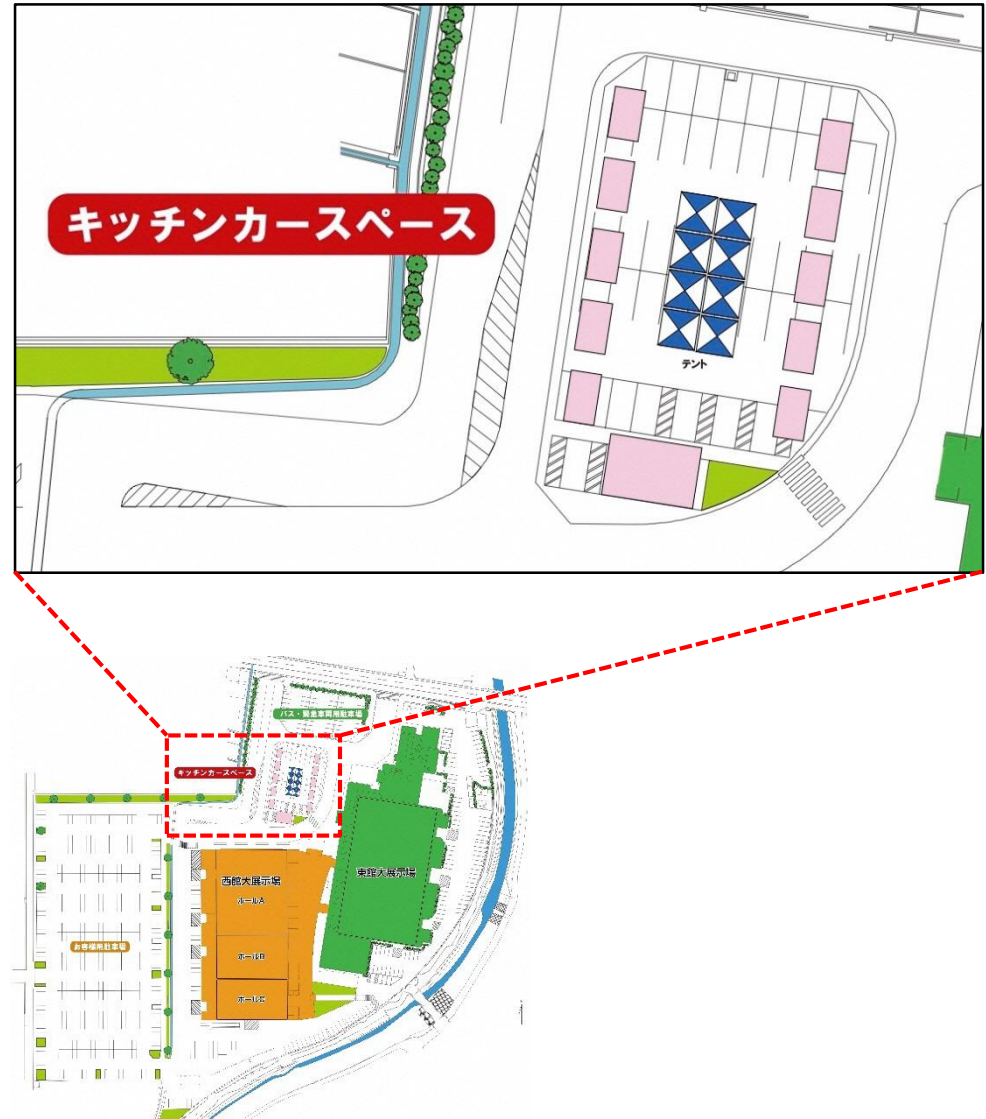 キッチンカースペース
テント
バス・緊急車両用駐車場
キッチンカースペース
西館大展示場
ホールA
東館大展示場
お客様用駐車場
ホールB
ホールC